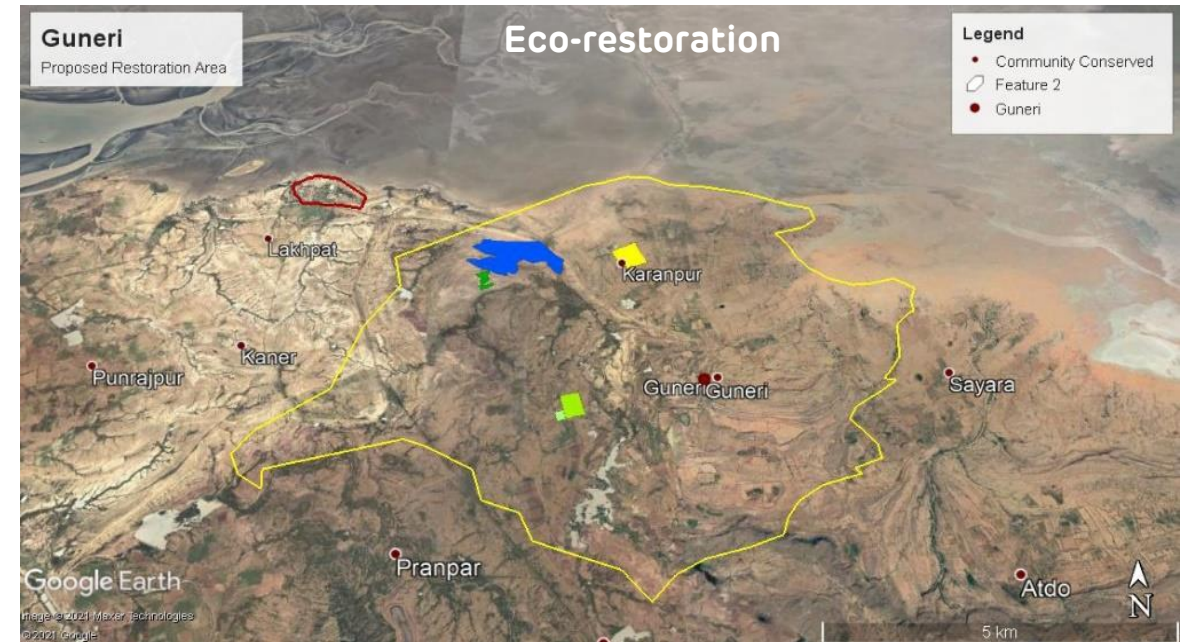 Guneri
Proposed Restoration Area
Eco-restoration
Legend
Community Conserved
Feature 2
Guneri
Lakhpat
Karanpur
Kaner
Punrajpur
Guneri
Guneri
Sayara
Pranpar
Atdo
Google Earth
Image © 2021 Maxar Technologies
© 2021 Google
N
5 km